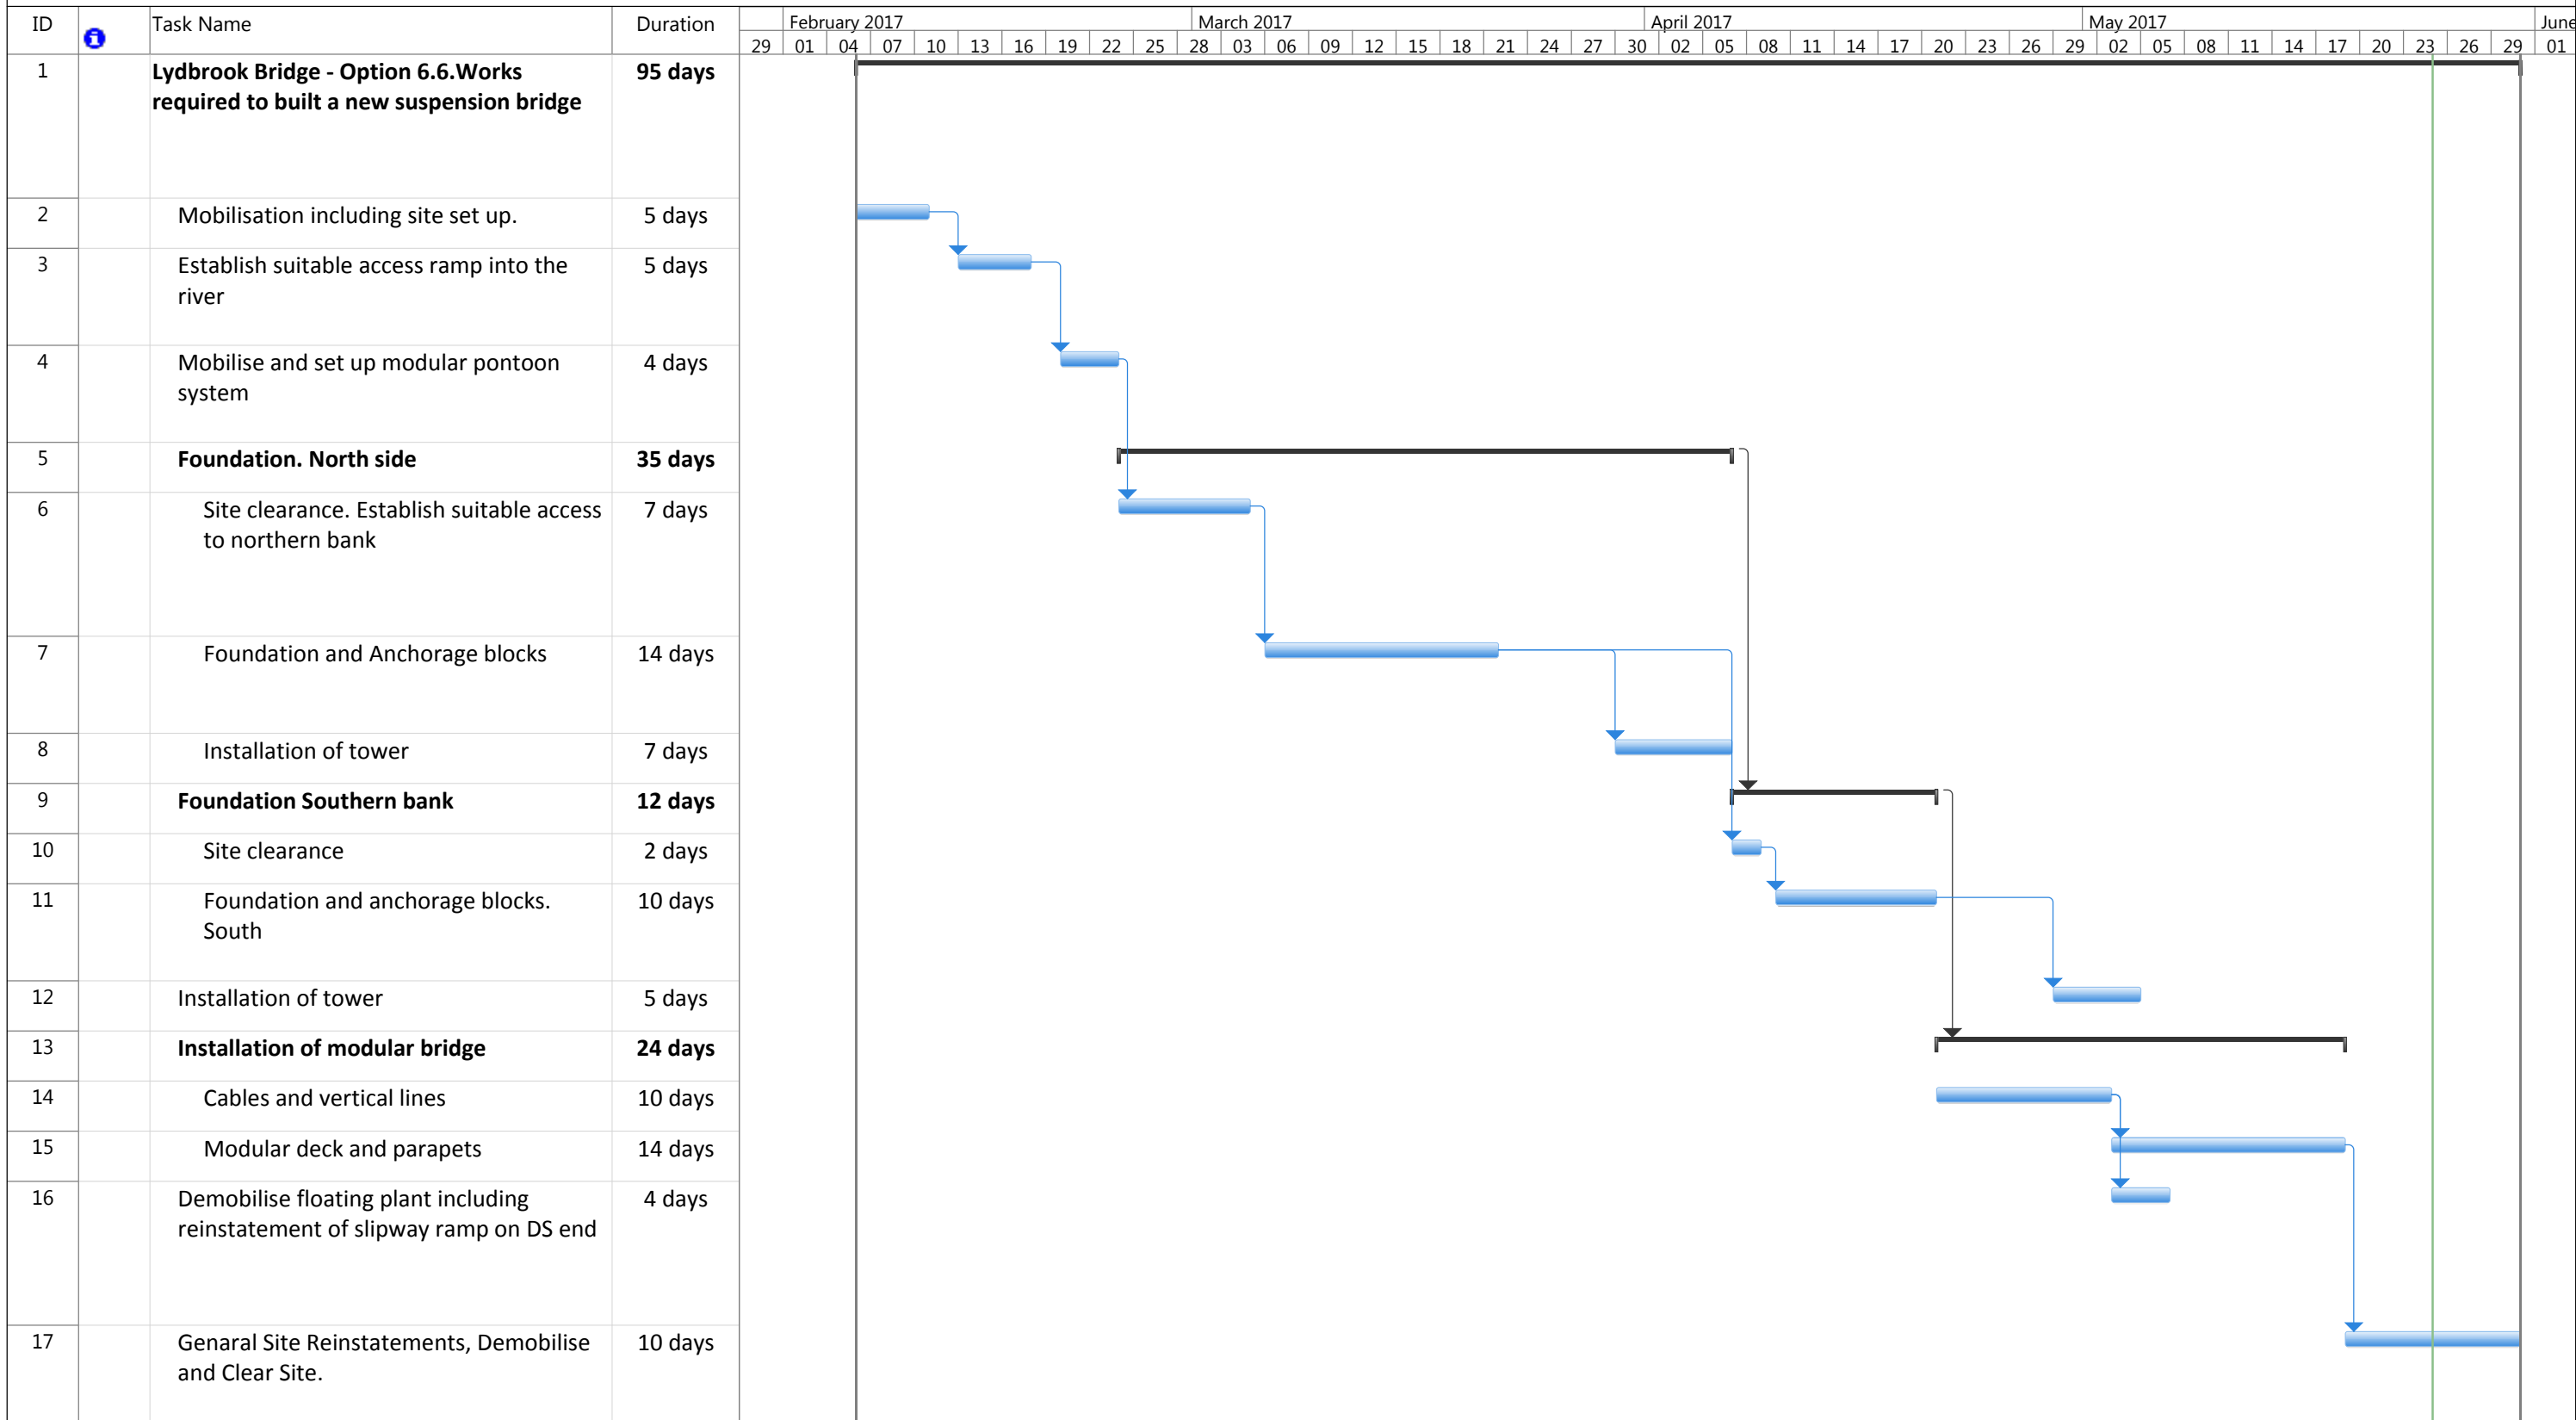 ID Task Name Duration February 2017 March 2017 April 2017 May 2017 June
29 01 04 07 10 13 16 19 22 25 28 03 06 09 12 15 18 21 24 27 30 02 05 08 11 14 17 20 23 26 29 02 05 08 11 14 17 20 23 26 29 01
1 Lydbrook Bridge - Option 6.6.Works 95 days
required to built a new suspension bridge
2 Mobilisation including site set up. 5 days
3 Establish suitable access ramp into the 5 days
river
4 Mobilise and set up modular pontoon 4 days
system
5 Foundation. North side 35 days
6 Site clearance. Establish suitable access 7 days
to northern bank
7 Foundation and Anchorage blocks 14 days
8 Installation of tower 7 days
9 Foundation Southern bank 12 days
10 Site clearance 2 days
11 Foundation and anchorage blocks. 10 days
South
12 Installation of tower 5 days
13 Installation of modular bridge 24 days
14 Cables and vertical lines 10 days
15 Modular deck and parapets 14 days
16 Demobilise floating plant including 4 days
reinstatement of slipway ramp on DS end
17 Genaral Site Reinstatements, Demobilise 10 days
and Clear Site.